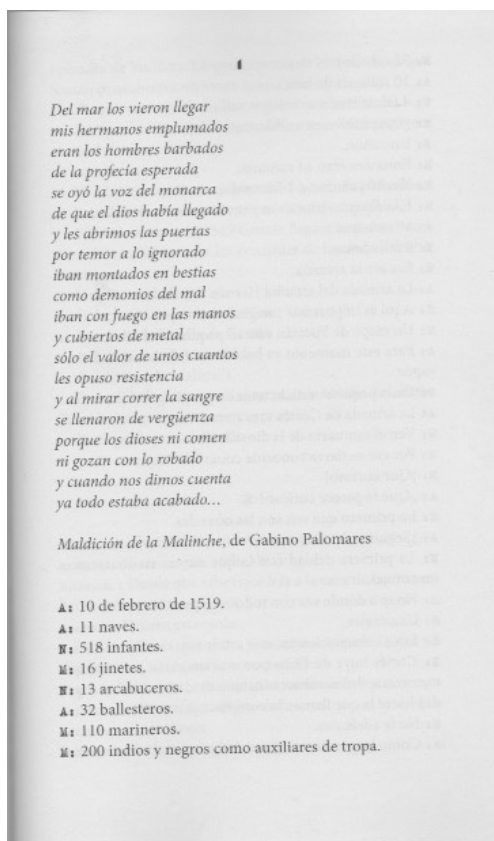 1
Del mar los vieron llegar
mis hermanos emplumados
eran los hombres barbados
de la profecía esperada
se oyó la voz del monarca
de que el dios había llegado
y les abrimos las puertas
por temor a lo ignorado
iban montados en bestias
como demonios del mal
iban con fuego en las manos
y cubiertos de metal
sólo el valor de unos cuantos
les opuso resistencia
y al mirar correr la sangre
se llenaron de vergüenza
porque los dioses ni comen
ni gozan con lo robado
y cuando nos dimos cuenta
ya todo estaba acabado...
Maldición de la Malinche, de Gabino Palomares
A: 10 de febrero de 1519.
A: 11 naves.
N: 518 infantes.
M: 16 jinetes.
N: 13 arcabuceros.
A: 32 ballesteros.
M: 110 marineros.
M: 200 indios y negros como auxiliares de tropa.